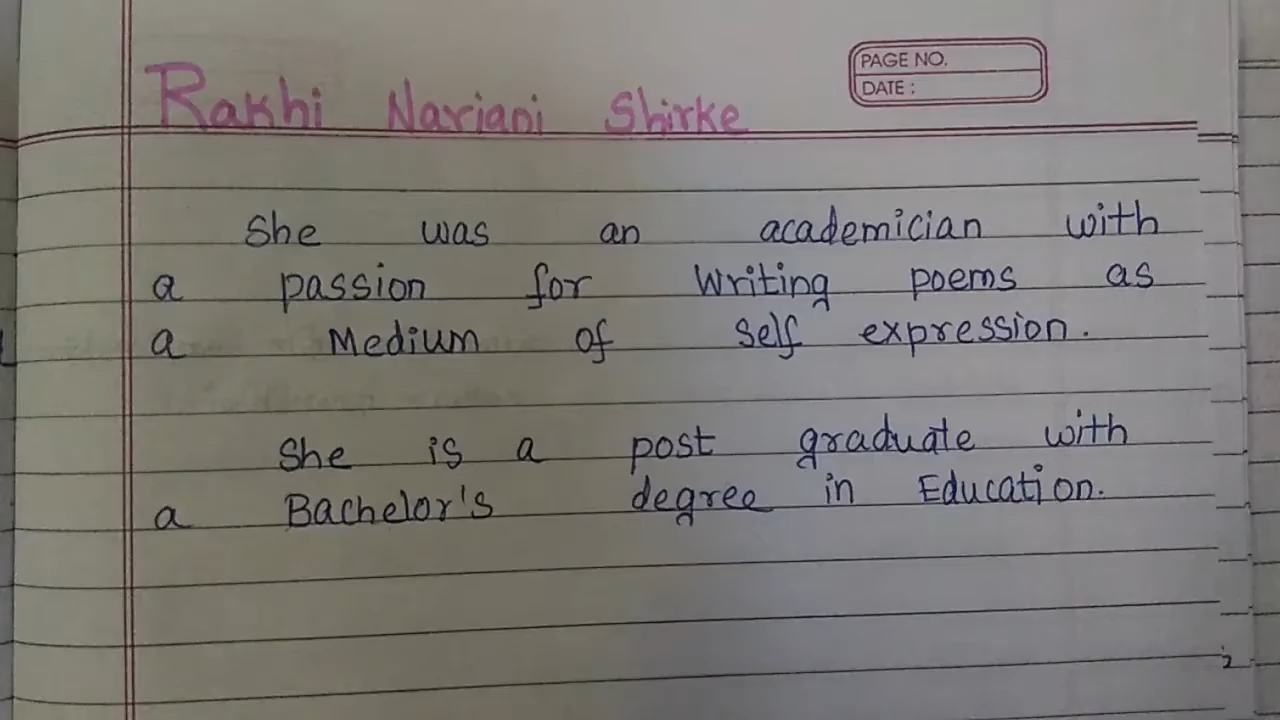 Rakhi Nariani Shirke
PAGE NO.
DATE :
She was an academician with
a passion for Writing poems as
a Medium of self expression.
She is a post graduate with
a Bachelor's degree in Education.